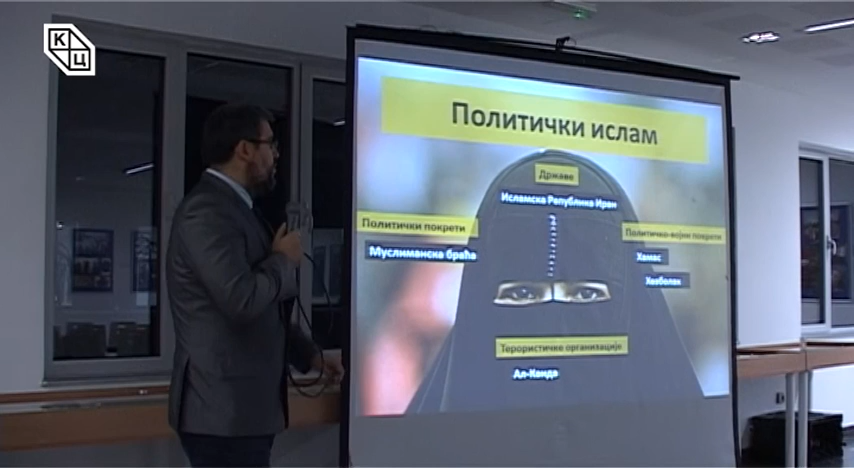 КЦ
Политички ислам
Државе
Исламска Република Иран
Политички покрети
Муслиманска браћа
Политичко-војни покрети
Хамас
Хезболах
Терористичке организације
Ал-Каида